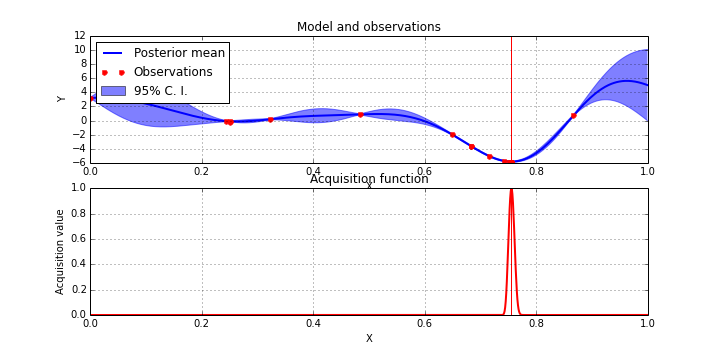 Model and observations
12
10
8
6
4
2
0
−2
−4
−6
Y
Posterior mean
Observations
95% C. I.
0.0 0.2 0.4 0.6 0.8 1.0
X
Acquisition function
1.0
0.8
0.6
0.4
0.2
0.0
Acquisition value
0.0 0.2 0.4 0.6 0.8 1.0
X